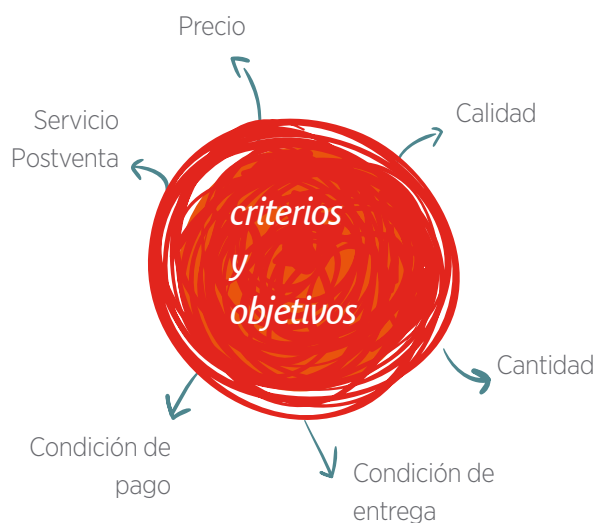 Precio
Calidad
Servicio
Postventa
criterios
y
objetivos
Cantidad
Condición de
pago
Condición de
entrega